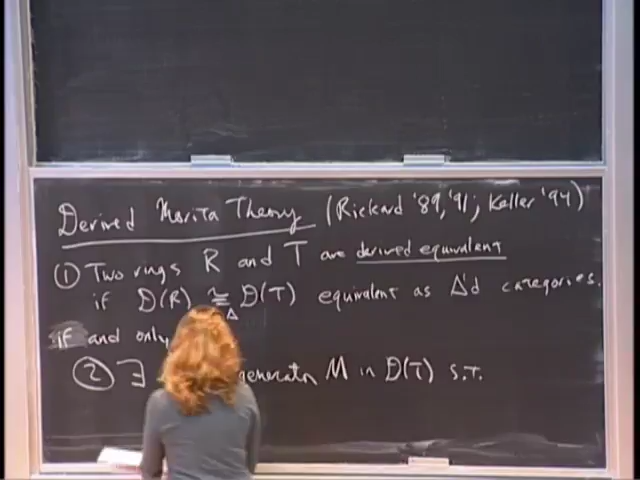 Derived Morita Theory (Rickard '89,'91; Keller '94)
① Two rings R and T are derived equivalent
if D(R) ≅_Δ D(T) equivalent as Δ'd categories.
if and only
② ∃ generator M in D(T) s.t.